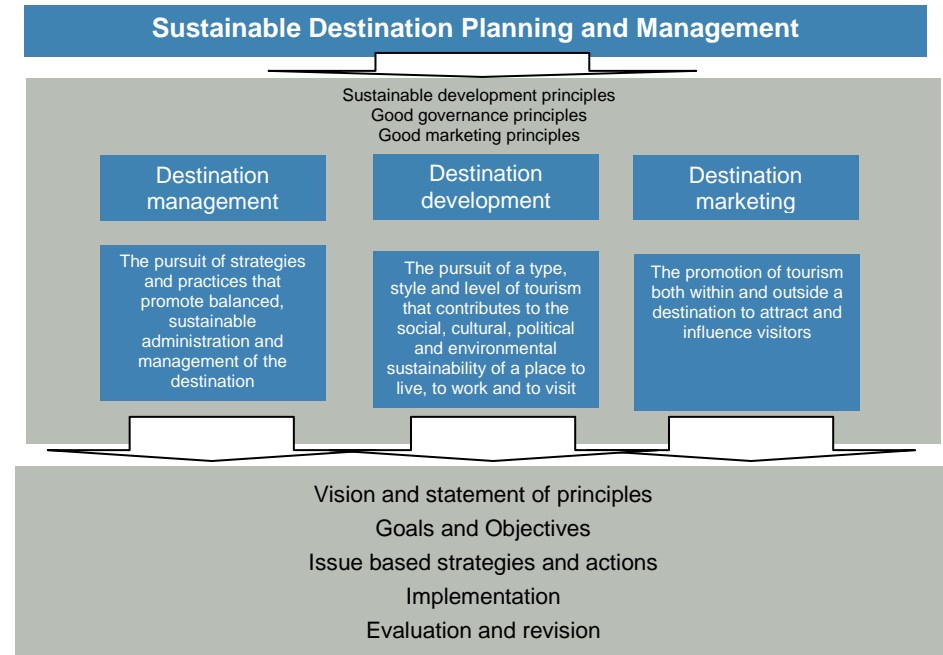 Sustainable Destination Planning and Management
Sustainable development principles
Good governance principles
Good marketing principles
Destination
management
Destination
development
Destination
marketing
The pursuit of strategies
and practices that
promote balanced,
sustainable
administration and
management of the
destination
The pursuit of a type,
style and level of tourism
that contributes to the
social, cultural, political
and environmental
sustainability of a place to
live, to work and to visit
The promotion of tourism
both within and outside a
destination to attract and
influence visitors
Vision and statement of principles
Goals and Objectives
Issue based strategies and actions
Implementation
Evaluation and revision